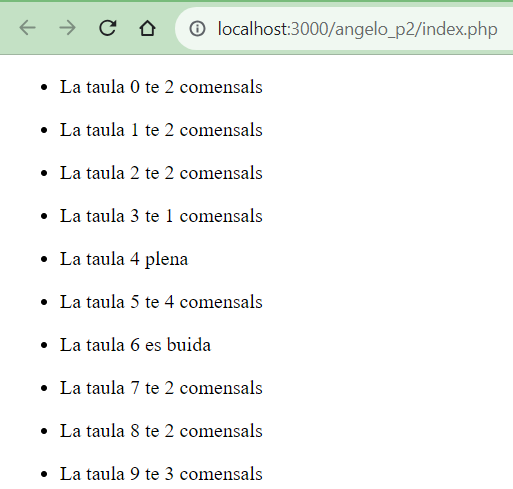 localhost:3000/angelo_p2/index.php
La taula 0 te 2 comensals
La taula 1 te 2 comensals
La taula 2 te 2 comensals
La taula 3 te 1 comensals
La taula 4 plena
La taula 5 te 4 comensals
La taula 6 es buida
La taula 7 te 2 comensals
La taula 8 te 2 comensals
La taula 9 te 3 comensals